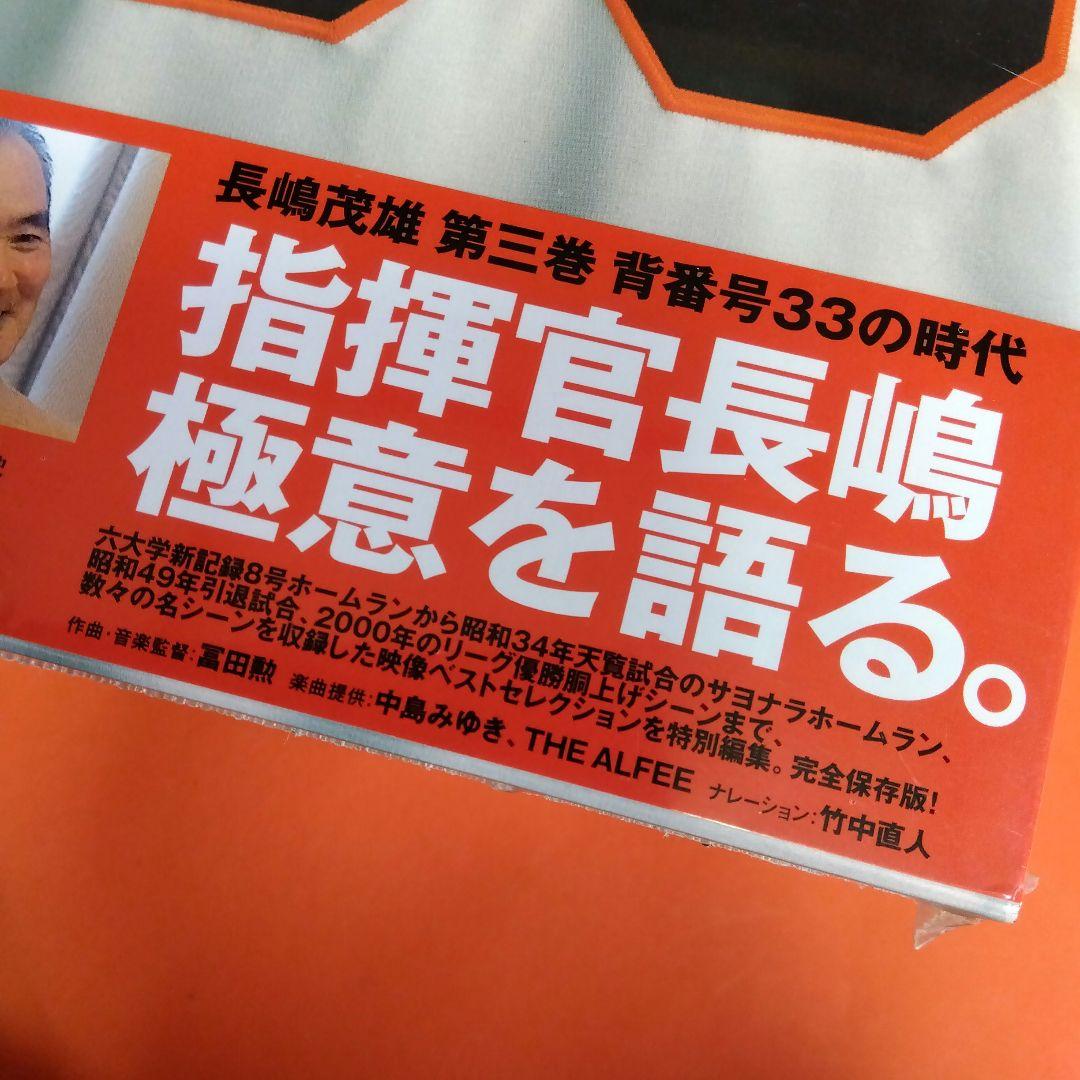 長嶋茂雄 第三巻 背番号33の時代
指揮官長嶋
極意を語る。
六大学新記録8号ホームランから昭和34年天覧試合のサヨナラホームラン、
昭和49年引退試合、2000年のリーグ優勝胴上げシーンまで、
数々の名シーンを収録した映像ベストセレクションを特別編集。完全保存版!
作曲・音楽監督:冨田勲 楽曲提供:中島みゆき、THE ALFEE ナレーション:竹中直人